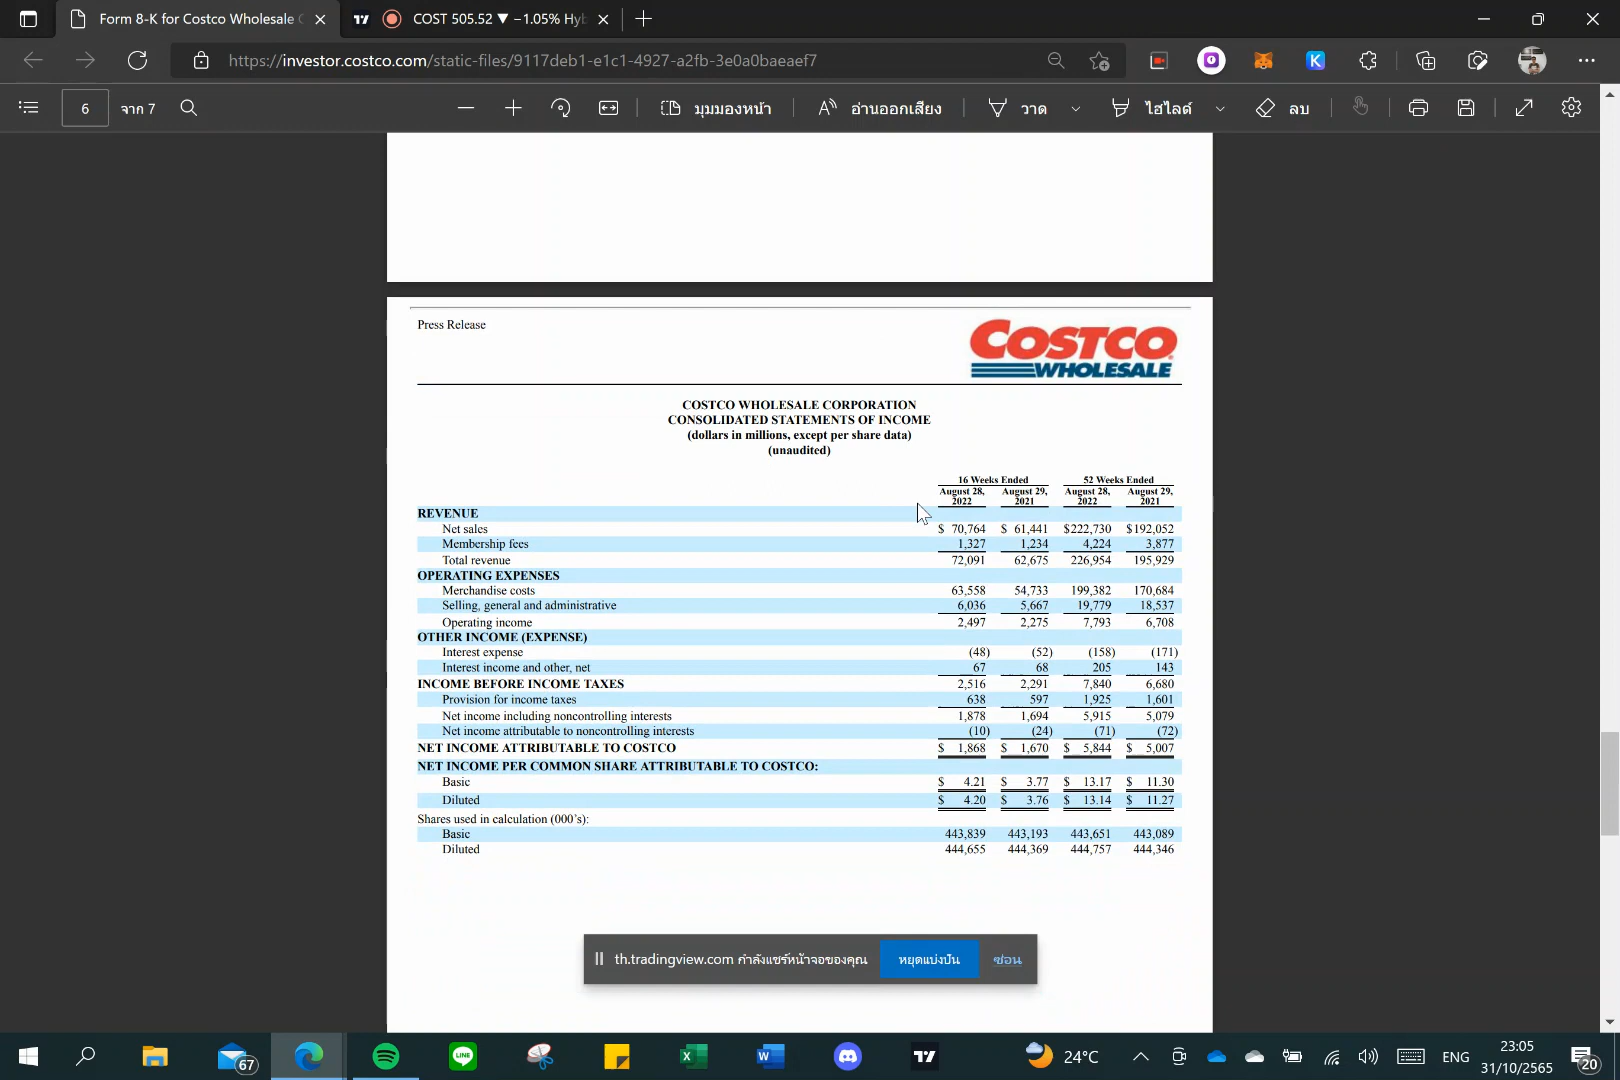 Form 8-K for Costco Wholesale C
COST 505.52 ▼ −1.05% Hyb
https://investor.costco.com/static-files/9117deb1-e1c1-4927-a2fb-3e0a0baeaef7
6 จาก 7 มุมมองหน้า อ่านออกเสียง วาด ไฮไลต์ ลบ
Press Release
COSTCO
WHOLESALE
COSTCO WHOLESALE CORPORATION
CONSOLIDATED STATEMENTS OF INCOME
(dollars in millions, except per share data)
(unaudited)
16 Weeks Ended 52 Weeks Ended
August 28, 2022 August 29, 2021 August 28, 2022 August 29, 2021
REVENUE
Net sales $ 70,764 $ 61,441 $222,730 $192,052
Membership fees 1,327 1,234 4,224 3,877
Total revenue 72,091 62,675 226,954 195,929
OPERATING EXPENSES
Merchandise costs 63,558 54,733 199,382 170,684
Selling, general and administrative 6,036 5,667 19,779 18,537
Operating income 2,497 2,275 7,793 6,708
OTHER INCOME (EXPENSE)
Interest expense (48) (52) (158) (171)
Interest income and other, net 67 68 205 143
INCOME BEFORE INCOME TAXES 2,516 2,291 7,840 6,680
Provision for income taxes 638 597 1,925 1,601
Net income including noncontrolling interests 1,878 1,694 5,915 5,079
Net income attributable to noncontrolling interests (10) (24) (71) (72)
NET INCOME ATTRIBUTABLE TO COSTCO $ 1,868 $ 1,670 $ 5,844 $ 5,007
NET INCOME PER COMMON SHARE ATTRIBUTABLE TO COSTCO:
Basic $ 4.21 $ 3.77 $ 13.17 $ 11.30
Diluted $ 4.20 $ 3.76 $ 13.14 $ 11.27
Shares used in calculation (000's):
Basic 443,839 443,193 443,651 443,089
Diluted 444,655 444,369 444,757 444,346
th.tradingview.com กำลังแชร์หน้าจอของคุณ หยุดแบ่งปัน ซ่อน
67 LINE 24°C ENG 23:05
31/10/2565 20